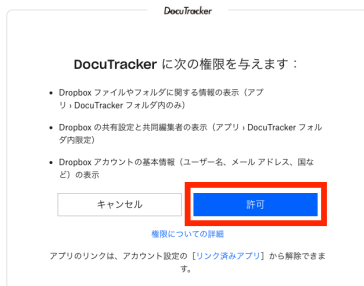 DocuTracker
DocuTracker に次の権限を与えます：
• Dropbox ファイルやフォルダに関する情報の表示（アプ
リ › DocuTracker フォルダ内のみ）
• Dropbox の共有設定と共同編集者の表示（アプリ › DocuTracker フォル
ダ内限定）
• Dropbox アカウントの基本情報（ユーザー名、メール アドレス、国な
ど）の表示
キャンセル
許可
権限についての詳細
アプリのリンクは、アカウント設定の［リンク済みアプリ］から解除できま
す。